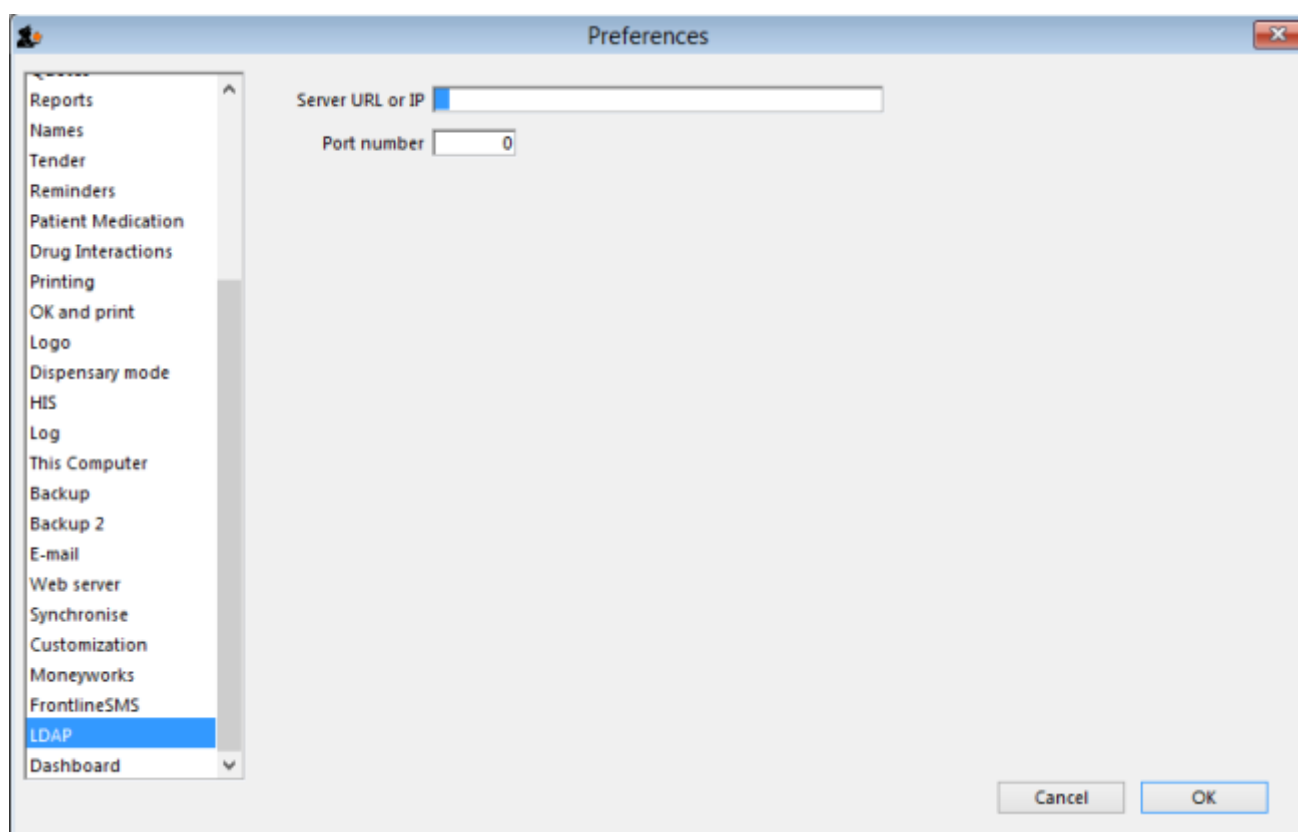 Preferences
Reports
Names
Tender
Reminders
Patient Medication
Drug Interactions
Printing
OK and print
Logo
Dispensary mode
HIS
Log
This Computer
Backup
Backup 2
E-mail
Web server
Synchronise
Customization
Moneyworks
FrontlineSMS
LDAP
Dashboard
Server URL or IP
Port number 0
Cancel OK